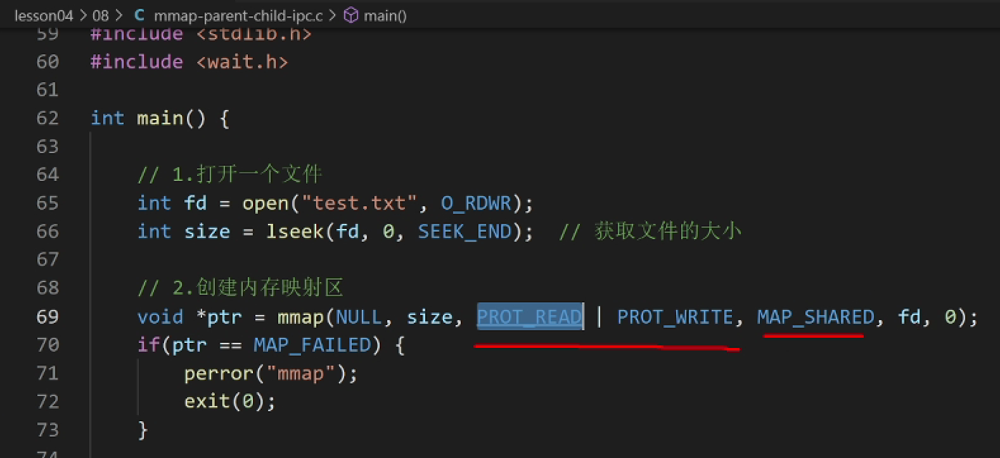 lesson04 > 08 > C mmap-parent-child-ipc.c > main()
59 #include <stdlib.h>
60 #include <wait.h>
61
62 int main() {
63
64 // 1.打开一个文件
65 int fd = open("test.txt", O_RDWR);
66 int size = lseek(fd, 0, SEEK_END); // 获取文件的大小
67
68 // 2.创建内存映射区
69 void *ptr = mmap(NULL, size, PROT_READ | PROT_WRITE, MAP_SHARED, fd, 0);
70 if(ptr == MAP_FAILED) {
71 perror("mmap");
72 exit(0);
73 }
74